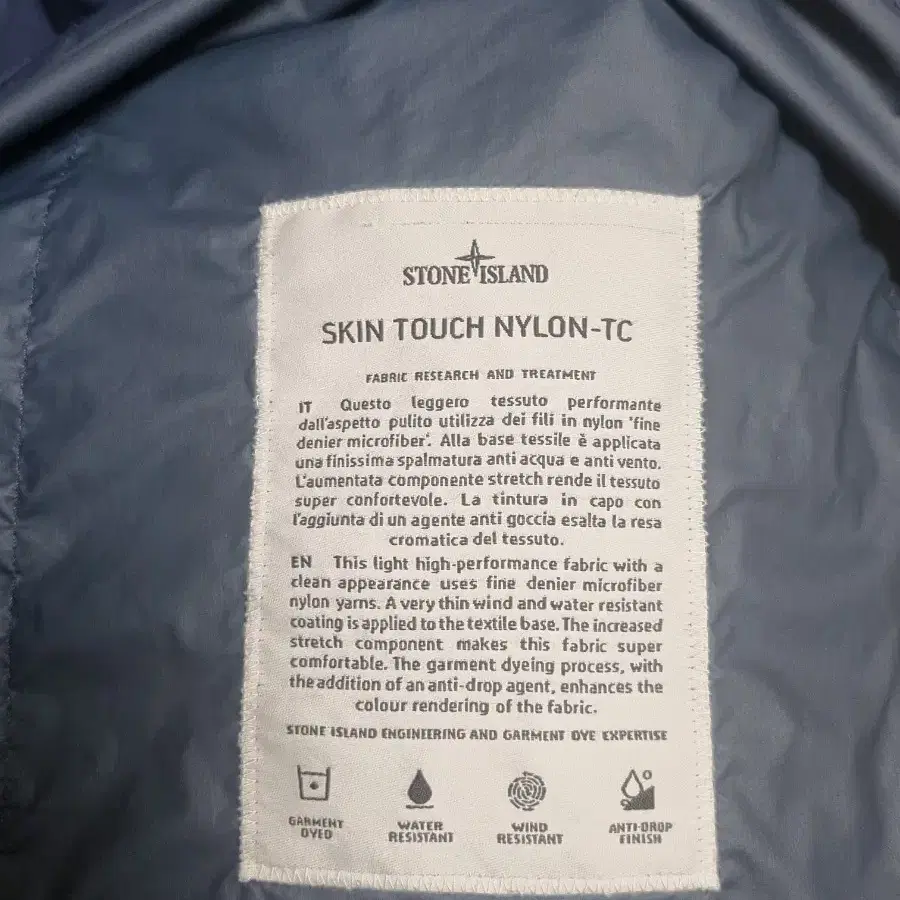 STONE ISLAND
SKIN TOUCH NYLON-TC
FABRIC RESEARCH AND TREATMENT
IT Questo leggero tessuto performante
dall'aspetto pulito utilizza dei fili in nylon 'fine
denier microfiber'. Alla base tessile è applicata
una finissima spalmatura anti acqua e anti vento.
L'aumentata componente stretch rende il tessuto
super confortevole. La tintura in capo con
l'aggiunta di un agente anti goccia esalta la resa
cromatica del tessuto.
EN This light high-performance fabric with a
clean appearance uses fine denier microfiber
nylon yarns. A very thin wind and water resistant
coating is applied to the textile base. The increased
stretch component makes this fabric super
comfortable. The garment dyeing process, with
the addition of an anti-drop agent, enhances the
colour rendering of the fabric.
STONE ISLAND ENGINEERING AND GARMENT DYE EXPERTISE
GARMENT DYED
WATER RESISTANT
WIND RESISTANT
ANTI-DROP FINISH